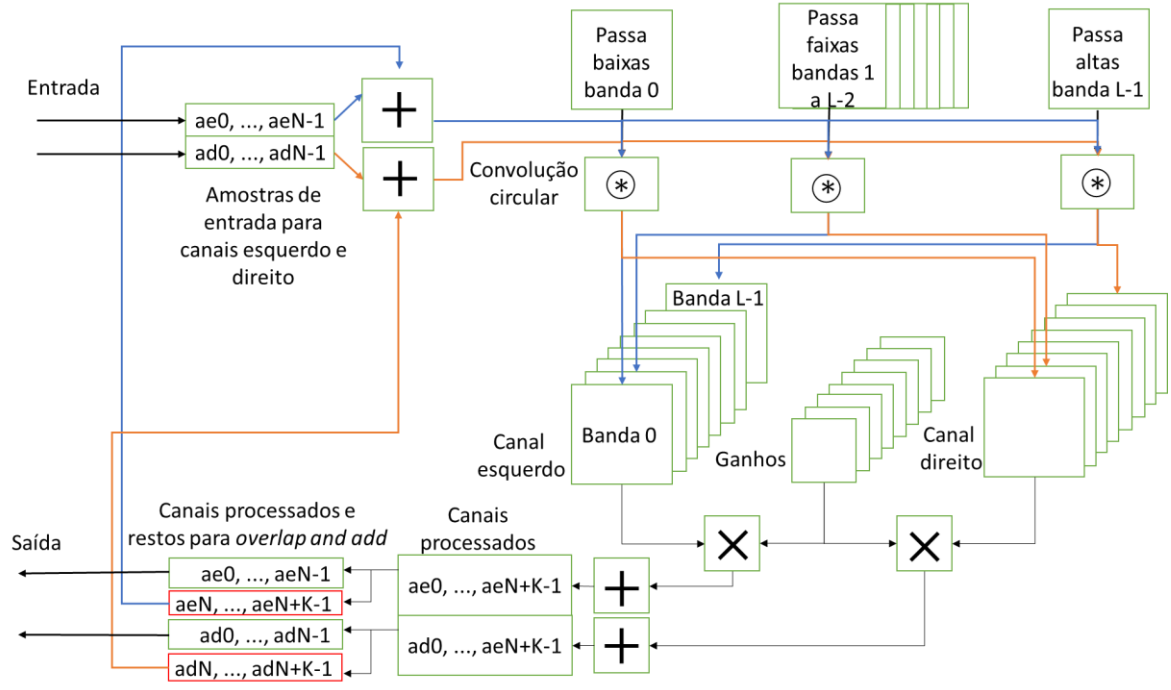 Passa
baixas
banda 0
Passa
faixas
bandas 1
a L-2
Passa
altas
banda L-1
Entrada
ae0, ..., aeN-1
ad0, ..., adN-1
+
+
Amostras de
entrada para
canais esquerdo e
direito
Convolução
circular
*
*
*
Banda L-1
Banda 0
Canal
esquerdo
Ganhos
Canal
direito
×
×
Canais processados e
restos para overlap and add
Canais
processados
Saída
ae0, ..., aeN-1
aeN, ..., aeN+K-1
ad0, ..., adN-1
adN, ..., adN+K-1
ae0, ..., aeN+K-1
ad0, ..., aeN+K-1
+
+